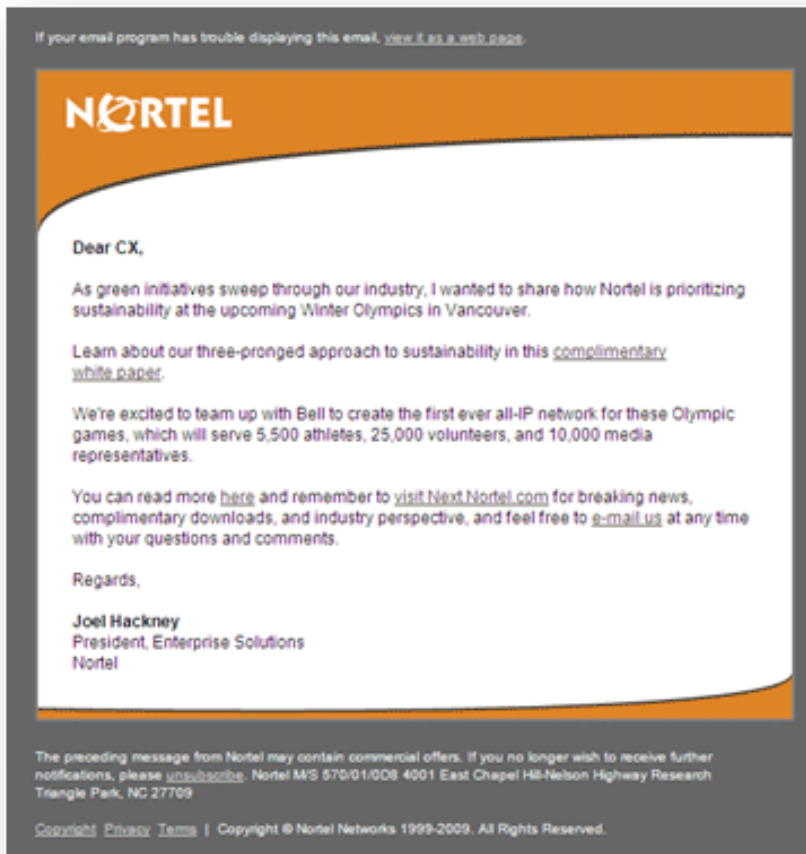 If your email program has trouble displaying this email, view it as a web page.
NORTEL
Dear CX,
As green initiatives sweep through our industry, I wanted to share how Nortel is prioritizing
sustainability at the upcoming Winter Olympics in Vancouver.
Learn about our three-pronged approach to sustainability in this complimentary
white paper.
We're excited to team up with Bell to create the first ever all-IP network for these Olympic
games, which will serve 5,500 athletes, 25,000 volunteers, and 10,000 media
representatives.
You can read more here and remember to visit Next.Nortel.com for breaking news,
complimentary downloads, and industry perspective, and feel free to e-mail us at any time
with your questions and comments.
Regards,
Joel Hackney
President, Enterprise Solutions
Nortel
The preceding message from Nortel may contain commercial offers. If you no longer wish to receive further
notifications, please unsubscribe. Nortel M/S 570/01/0D8 4001 East Chapel Hill-Nelson Highway Research
Triangle Park, NC 27709
Copyright Privacy Terms | Copyright © Nortel Networks 1999-2009. All Rights Reserved.